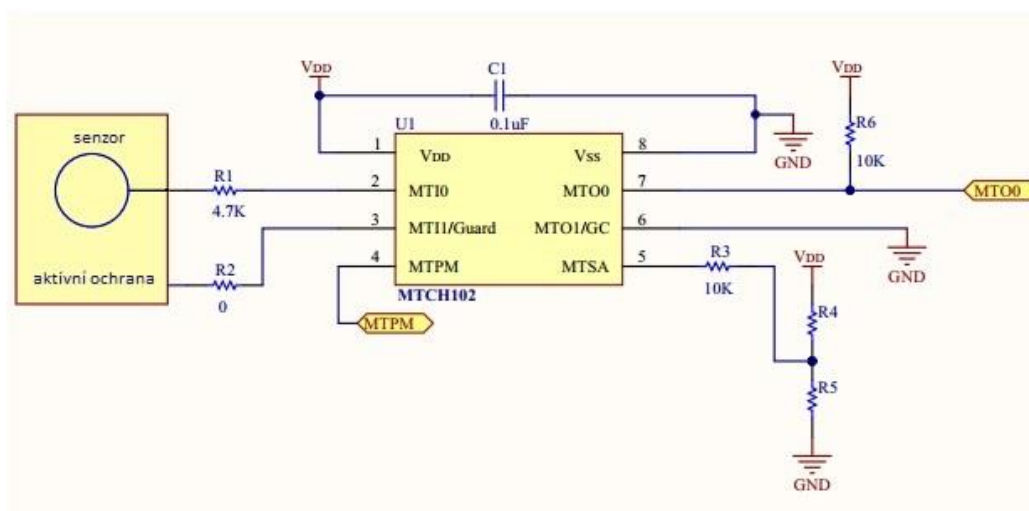 VDD
C1
VDD
senzor
U1
0.1uF
R6
1
VDD
VSS
8
GND
10K
R1
2
MTI0
MTO0
7
MTO0
4.7K
3
MTI1/Guard
MTO1/GC
6
R3
aktivní ochrana
R2
4
MTPM
MTSA
5
GND
VDD
0
MTCH102
10K
MTPM
R4
R5
GND